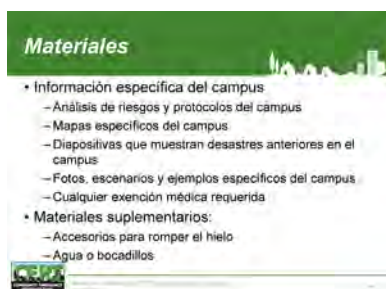 Materiales
• Información específica del campus
–Análisis de riesgos y protocolos del campus
–Mapas específicos del campus
–Diapositivas que muestran desastres anteriores en el
campus
–Fotos, escenarios y ejemplos específicos del campus
–Cualquier exención médica requerida
• Materiales suplementarios:
–Accesorios para romper el hielo
–Agua o bocadillos